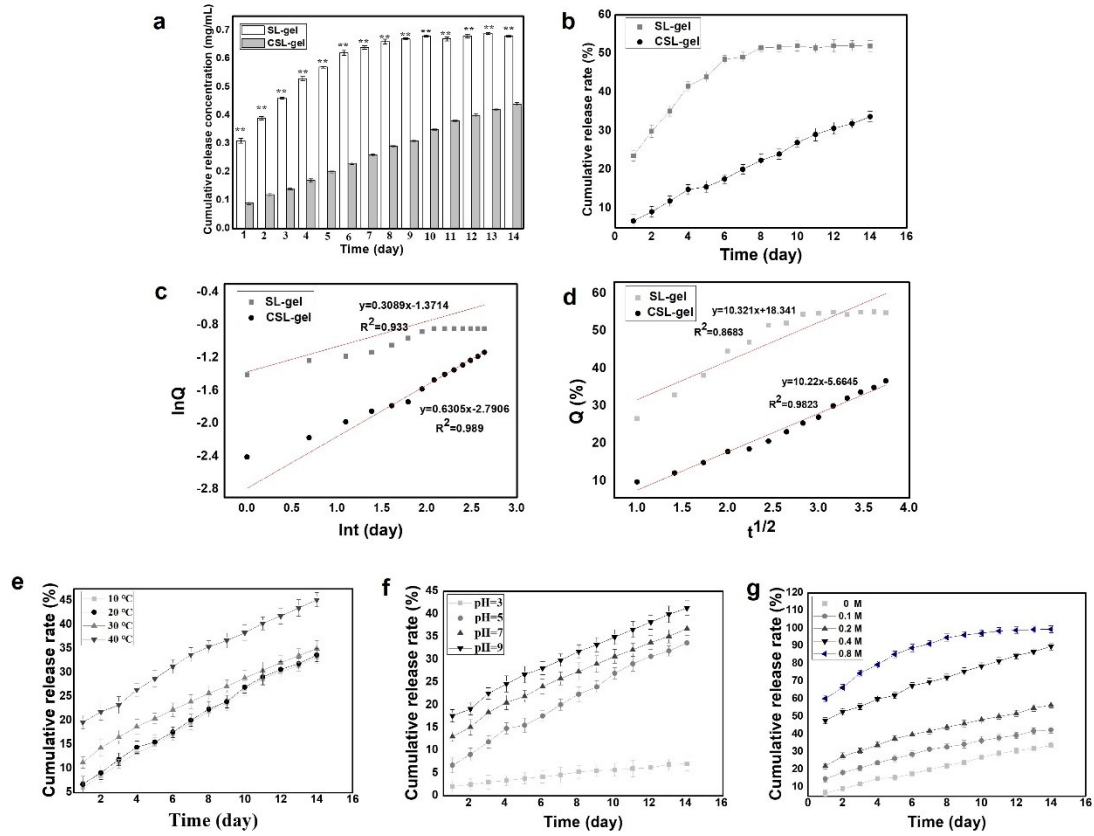 a
Cumulative release concentration (mg/mL)
0.7
0.6
0.5
0.4
0.3
0.2
0.1
0.0
SL-gel
CSL-gel
** ** ** ** ** ** ** ** ** ** ** ** ** **
1 2 3 4 5 6 7 8 9 10 11 12 13 14
Time (day)
b
Cumulative release rate (%)
60
50
40
30
20
10
SL-gel
CSL-gel
0 2 4 6 8 10 12 14 16
Time (day)
c
lnQ
-0.4
-0.8
-1.2
-1.6
-2.0
-2.4
-2.8
SL-gel
CSL-gel
y=0.3089x-1.3714
R²=0.933
y=0.6305x-2.7906
R²=0.989
0.0 0.5 1.0 1.5 2.0 2.5 3.0
lnt (day)
d
Q (%)
60
50
40
30
20
10
SL-gel
CSL-gel
y=10.321x+18.341
R²=0.8683
y=10.22x-5.6645
R²=0.9823
1.0 1.5 2.0 2.5 3.0 3.5 4.0
t^1/2
e
Cumulative release rate (%)
45
40
35
30
25
20
15
10
5
10 °C
20 °C
30 °C
40 °C
0 2 4 6 8 10 12 14 16
Time (day)
f
Cumulative release rate (%)
45
40
35
30
25
20
15
10
5
0
pH=3
pH=5
pH=7
pH=9
0 2 4 6 8 10 12 14 16
Time (day)
g
Cumulative release rate (%)
120
100
90
80
70
60
50
40
30
20
10
0 M
0.1 M
0.2 M
0.4 M
0.8 M
0 2 4 6 8 10 12 14 16
Time (day)